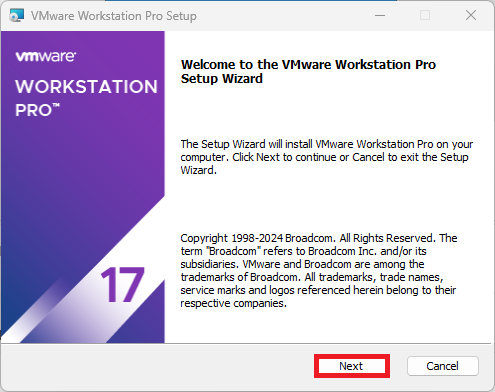 VMware Workstation Pro Setup
vmware®
WORKSTATION
PRO™
17
Welcome to the VMware Workstation Pro
Setup Wizard
The Setup Wizard will install VMware Workstation Pro on your
computer. Click Next to continue or Cancel to exit the Setup
Wizard.
Copyright 1998-2024 Broadcom. All Rights Reserved. The
term "Broadcom" refers to Broadcom Inc. and/or its
subsidiaries. VMware and Broadcom are among the
trademarks of Broadcom. All trademarks, trade names,
service marks and logos referenced herein belong to their
respective companies.
Next
Cancel